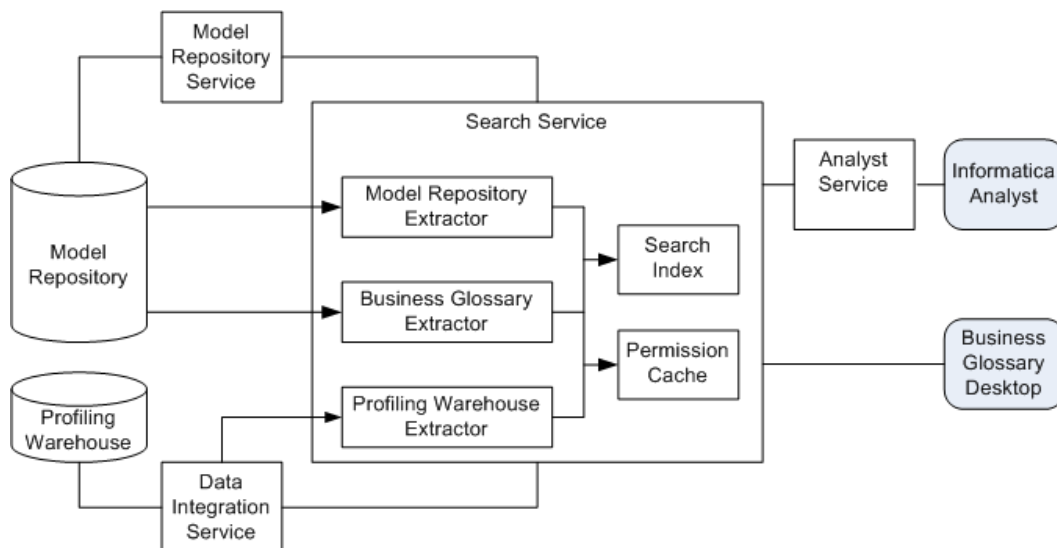 Model
Repository
Service
Search Service
Model
Repository
Model Repository
Extractor
Business Glossary
Extractor
Search
Index
Permission
Cache
Analyst
Service
Informatica
Analyst
Business
Glossary
Desktop
Profiling
Warehouse
Profiling Warehouse
Extractor
Data
Integration
Service